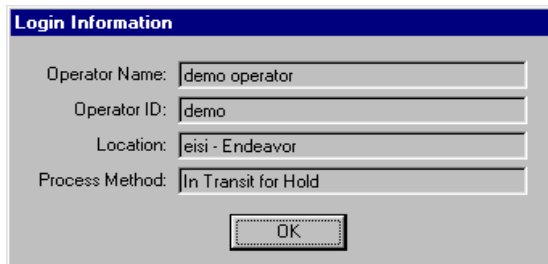 Login Information
Operator Name: demo operator
Operator ID: demo
Location: eisi - Endeavor
Process Method: In Transit for Hold
OK